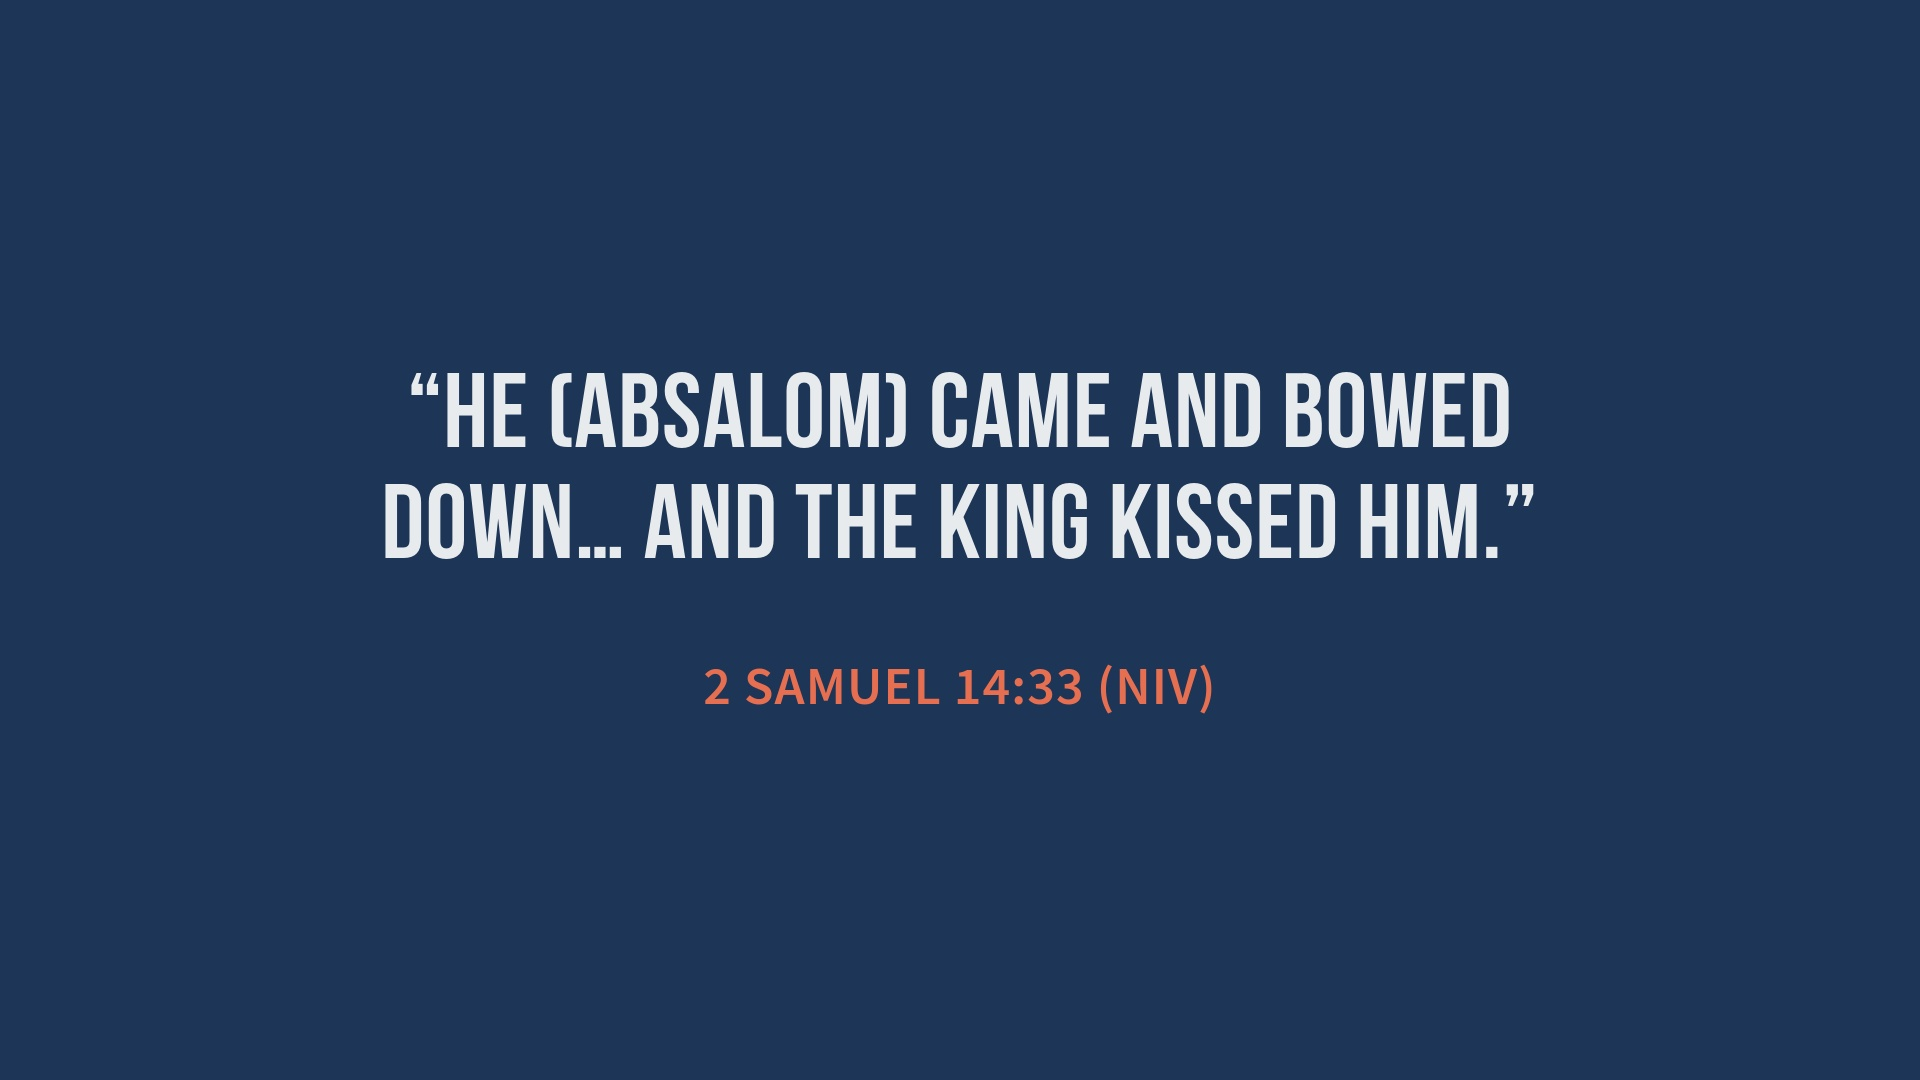 “HE (ABSALOM) CAME AND BOWED
DOWN... AND THE KING KISSED HIM.”
2 SAMUEL 14:33 (NIV)